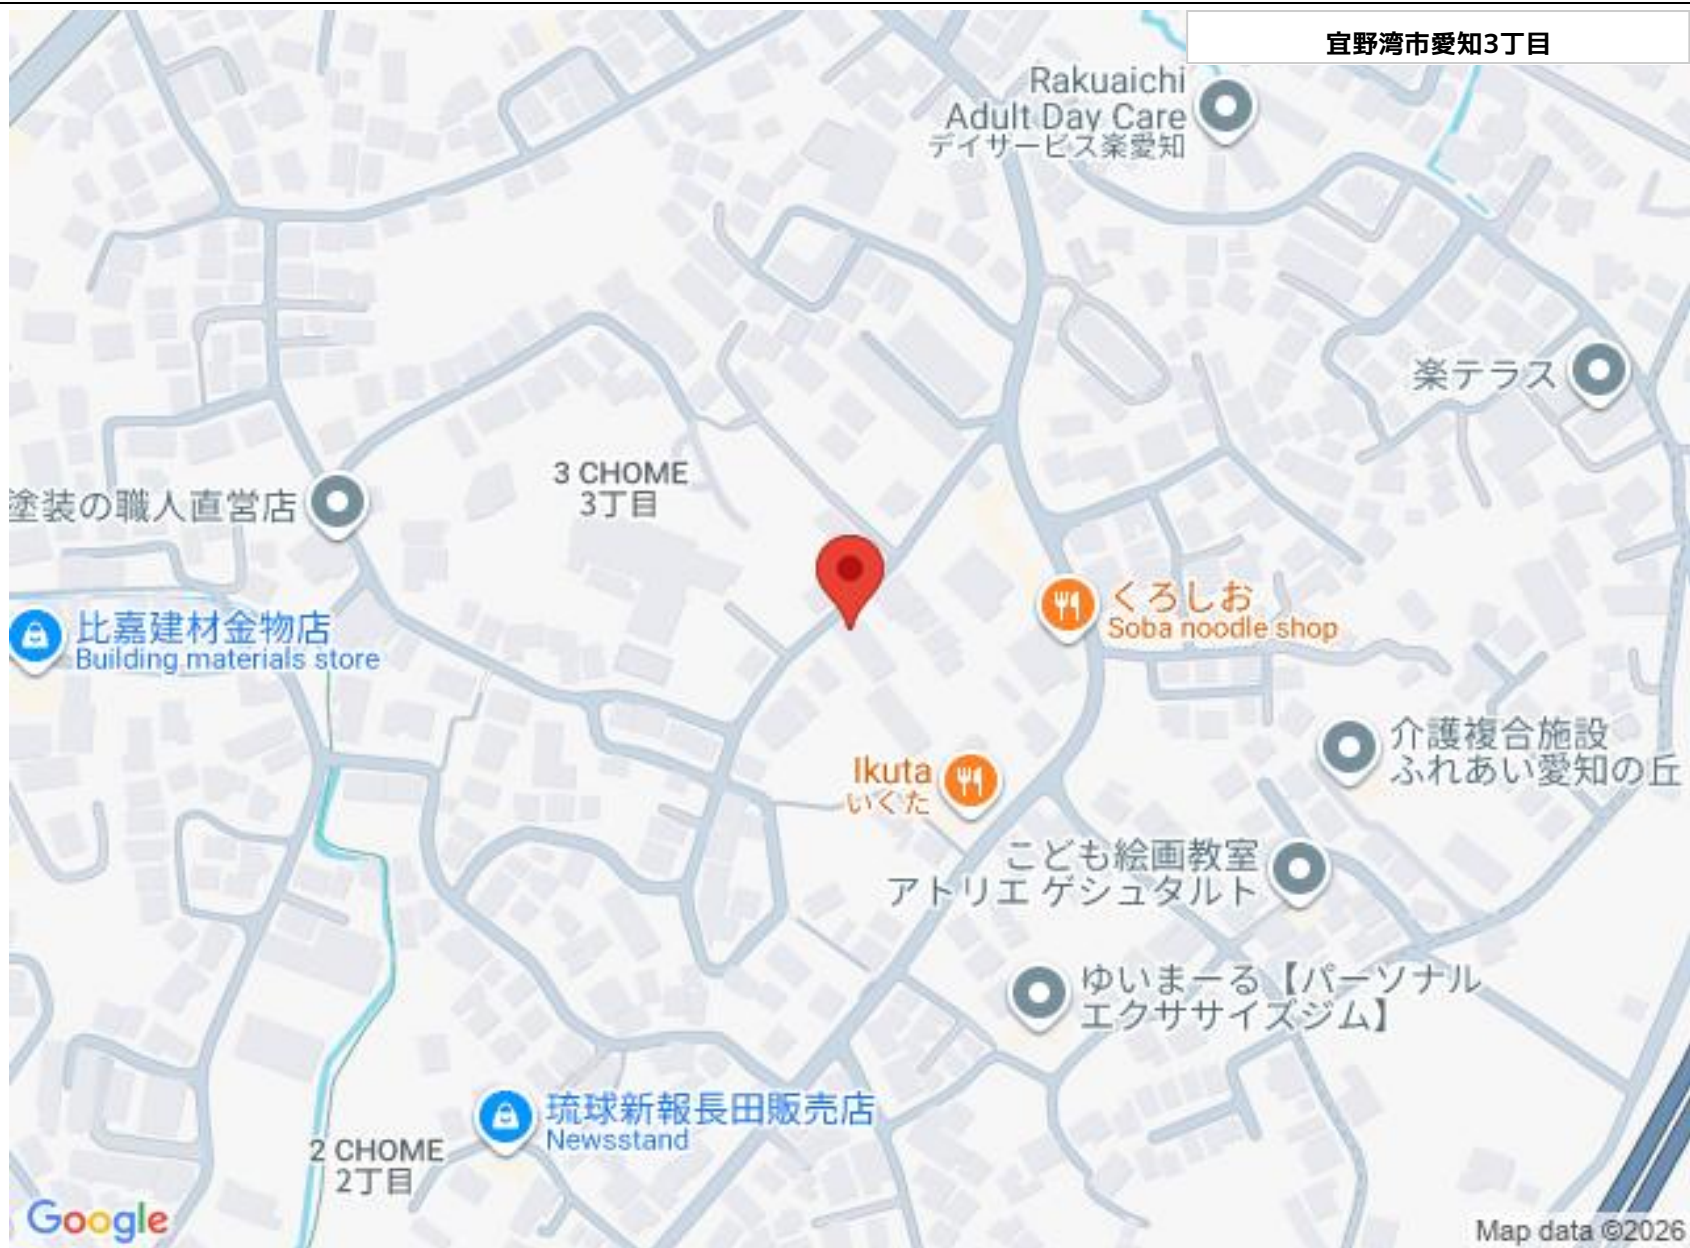 宜野湾市愛知3丁目
Rakuaichi
Adult Day Care
デイサービス楽愛知
楽テラス
3 CHOME
3丁目
塗装の職人直営店
くろしお
Soba noodle shop
比嘉建材金物店
Building materials store
介護複合施設
ふれあい愛知の丘
Ikuta
いくた
こども絵画教室
アトリエ ゲシュタルト
ゆいまーる【パーソナル
エクササイズジム】
琉球新報長田販売店
Newsstand
2 CHOME
2丁目
Google
Map data ©2026